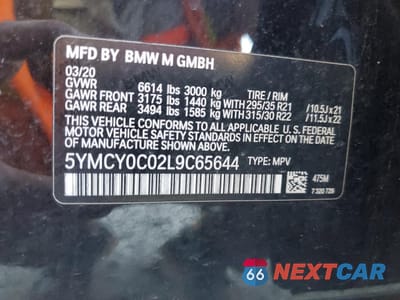 MFD.BY BMW M GMBH
03/20 TIRE / RIM
GVWR 6614 lbs 3000 kg
GAWR FRONT 3175 lbs 1440 kg WITH 295/35 R21 / 10.5J x 21
GAWR REAR 3494 lbs 1585 kg WITH 315/30 R22 / 11.5J x 22
THIS VEHICLE CONFORMS TO ALL APPLICABLE FEDERAL
MOTOR VEHICLE SAFETY STANDARDS IN EFFECT ON THE
DATE OF MANUFACTURE SHOWN ABOVE.
5YMCY0C02L9C65644 TYPE: MPV
475M
7 320 726
66 NEXTCAR